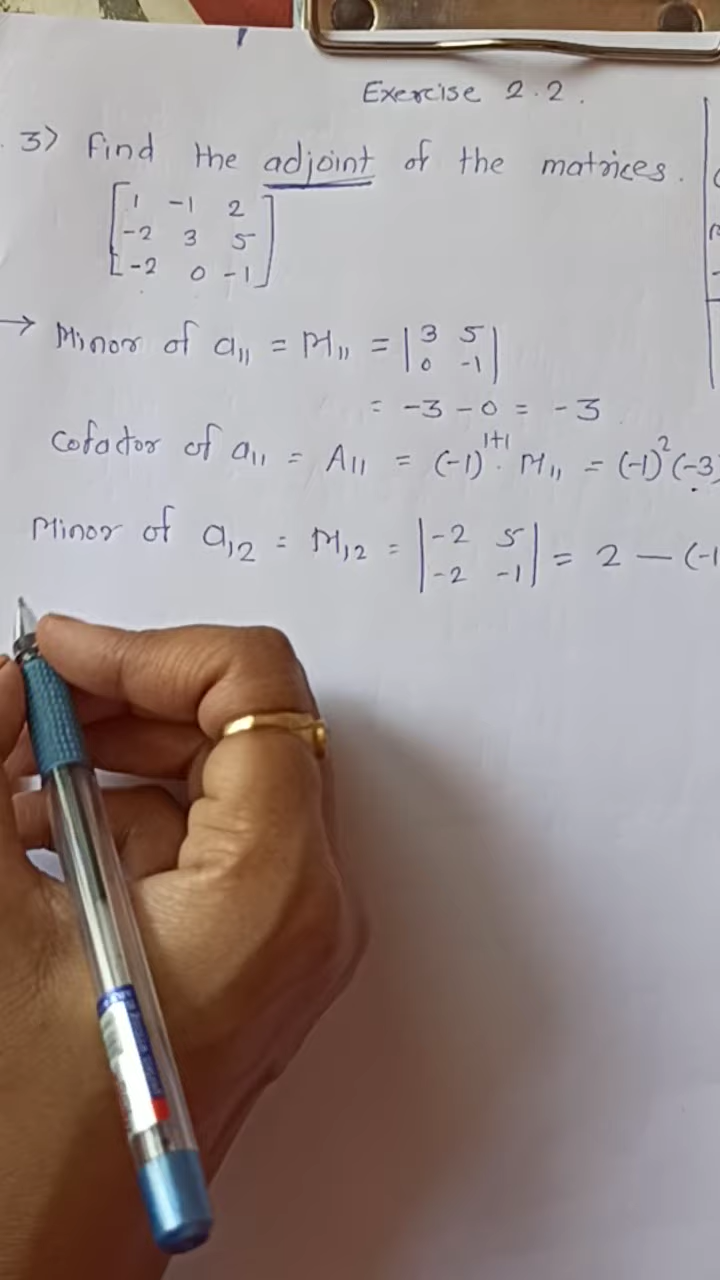 Exercise 2.2.
3) Find the adjoint of the matrices.
[1 -1 2
-2 3 5
-2 0 -1]
→ Minor of a₁₁ = M₁₁ = |3 5
0 -1|
= -3 - 0 = -3
Cofactor of a₁₁ = A₁₁ = (-1)¹⁺¹. M₁₁ = (-1)² (-3)
Minor of a₁₂ = M₁₂ = |-2 5
-2 -1| = 2 - (-1